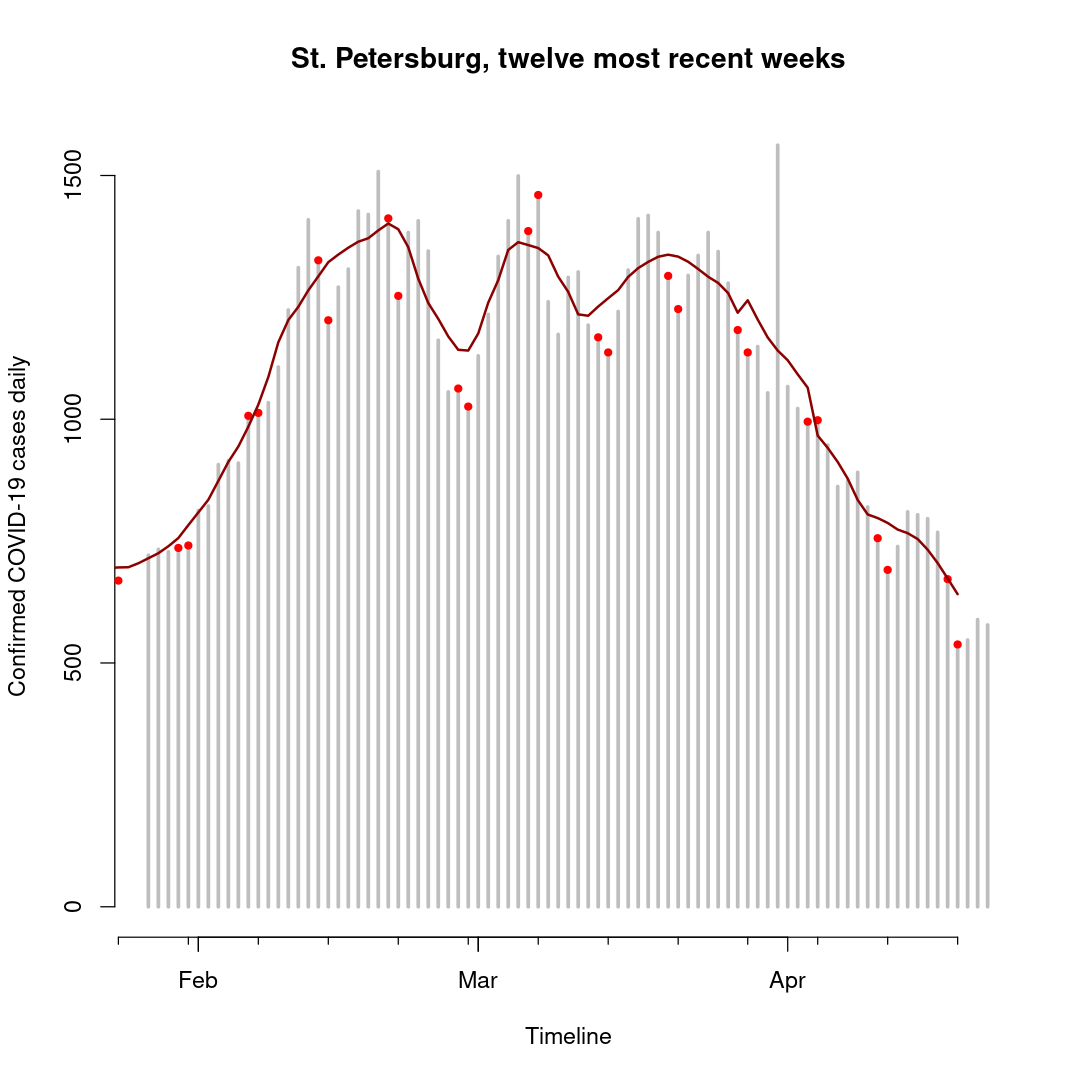 St. Petersburg, twelve most recent weeks
Confirmed COVID-19 cases daily
1500
1000
500
0
Feb Mar Apr
Timeline